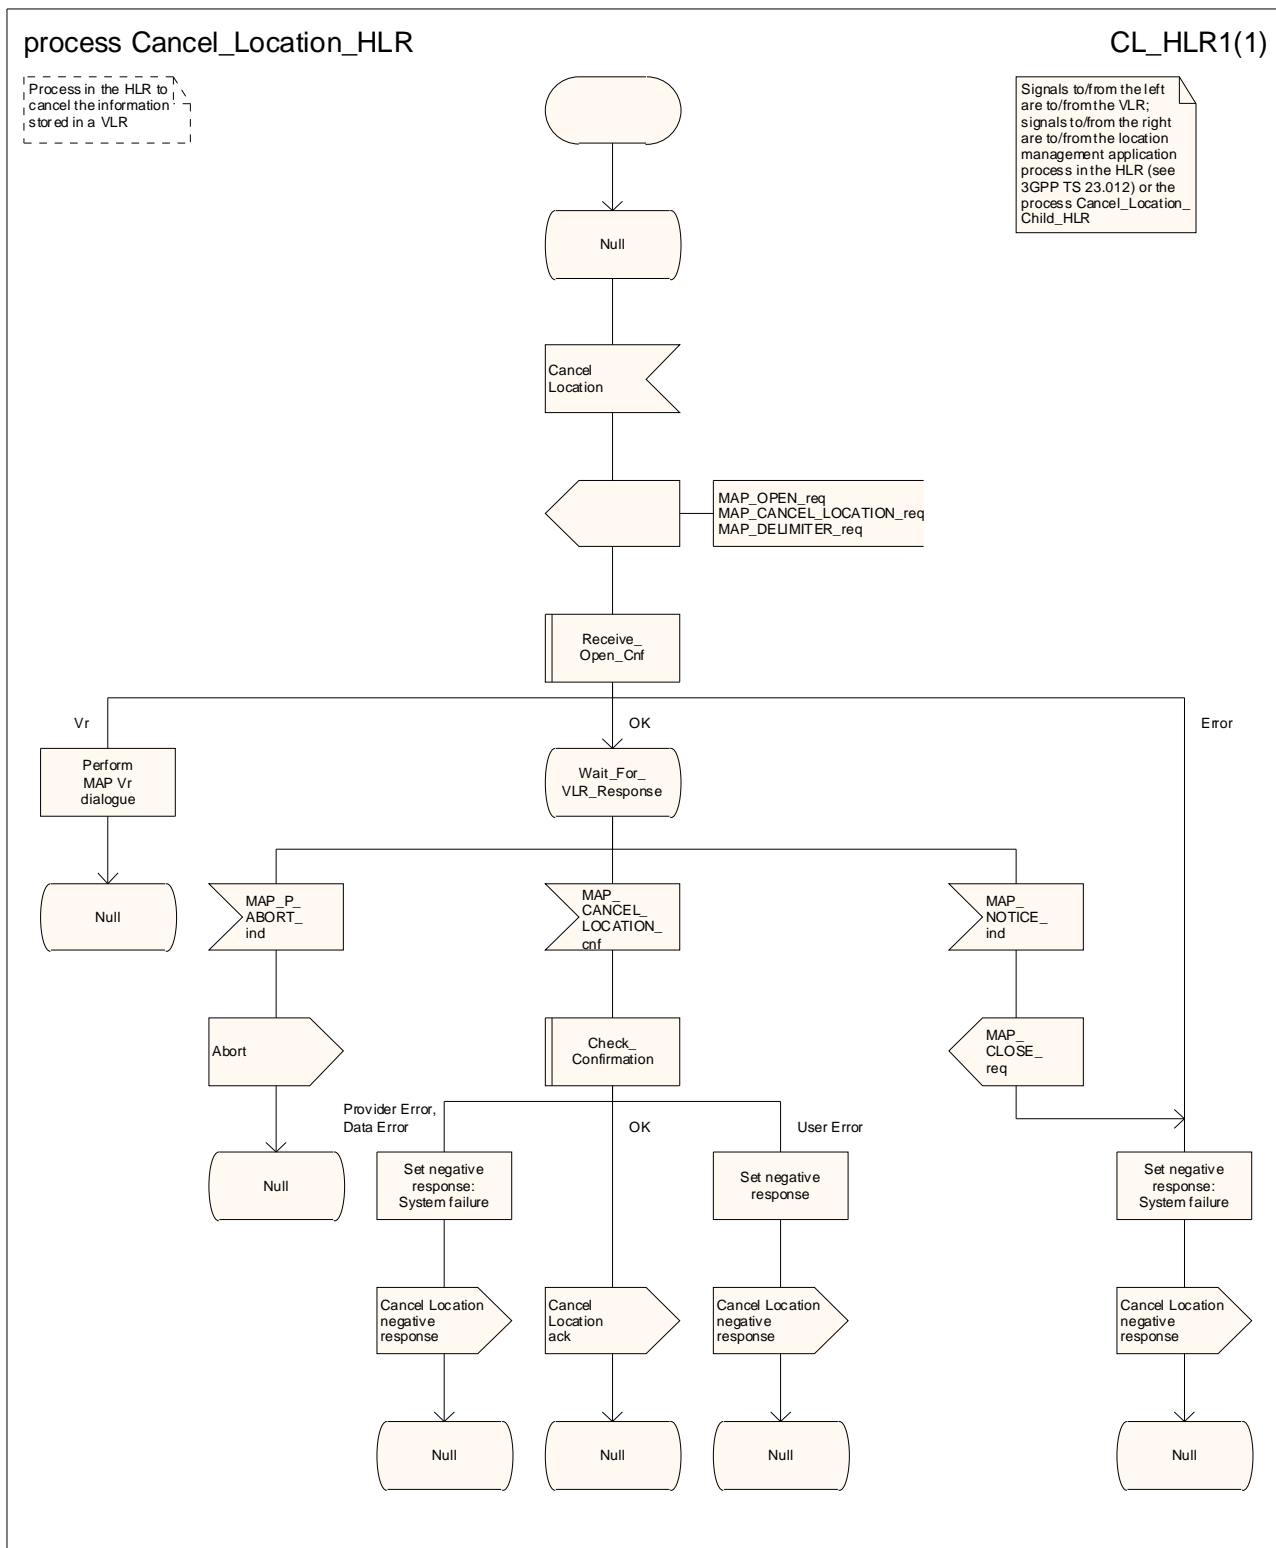 process Cancel_Location_HLR
CL_HLR1(1)
Process in the HLR to
cancel the information
stored in a VLR
Signals to/from the left
are to/from the VLR;
signals to/from the right
are to/from the location
management application
process in the HLR (see
3GPP TS 23.012) or the
process Cancel_Location_
Child_HLR
Null
Cancel
Location
MAP_OPEN_req
MAP_CANCEL_LOCATION_req
MAP_DELIMITER_req
Receive_
Open_Cnf
Vr
OK
Error
Perform
MAP Vr
dialogue
Wait_For_
VLR_Response
Null
MAP_P_
ABORT_
ind
MAP_
CANCEL_
LOCATION_
cnf
MAP_
NOTICE_
ind
Abort
Check_
Confirmation
MAP_
CLOSE_
req
Provider Error,
Data Error
OK
User Error
Null
Set negative
response:
System failure
Set negative
response
Set negative
response:
System failure
Cancel Location
negative
response
Cancel
Location
ack
Cancel Location
negative
response
Cancel Location
negative
response
Null
Null
Null
Null